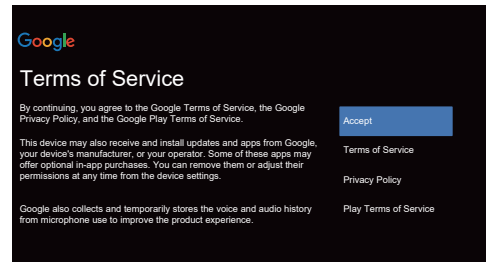 Google
Terms of Service
By continuing, you agree to the Google Terms of Service, the Google
Privacy Policy, and the Google Play Terms of Service.
This device may also receive and install updates and apps from Google,
your device's manufacturer, or your operator. Some of these apps may
offer optional in-app purchases. You can remove them or adjust their
permissions at any time from the device settings.
Google also collects and temporarily stores the voice and audio history
from microphone use to improve the product experience.
Accept
Terms of Service
Privacy Policy
Play Terms of Service